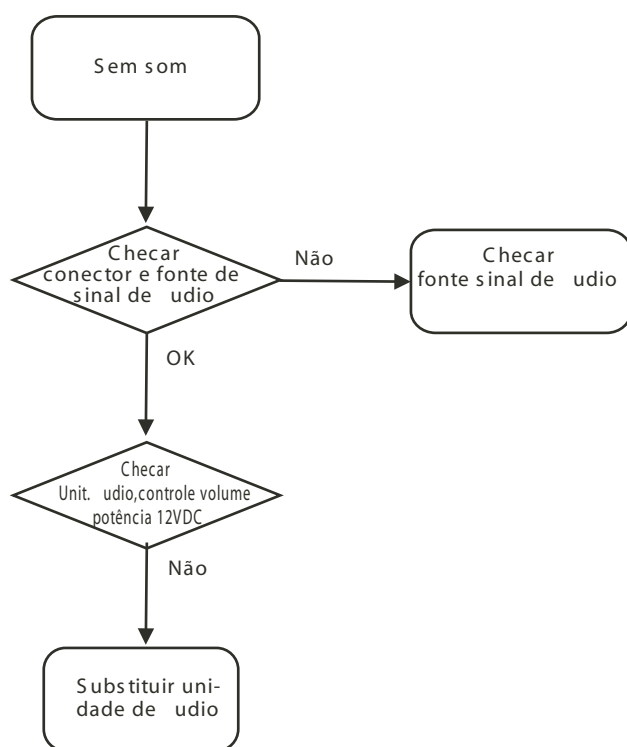 Sem som
Checar
conector e fonte de
sinal de udio
Não
Checar
fonte sinal de udio
OK
Checar
Unit. udio,controle volume
potência 12VDC
Não
Substituir uni-
dade de udio